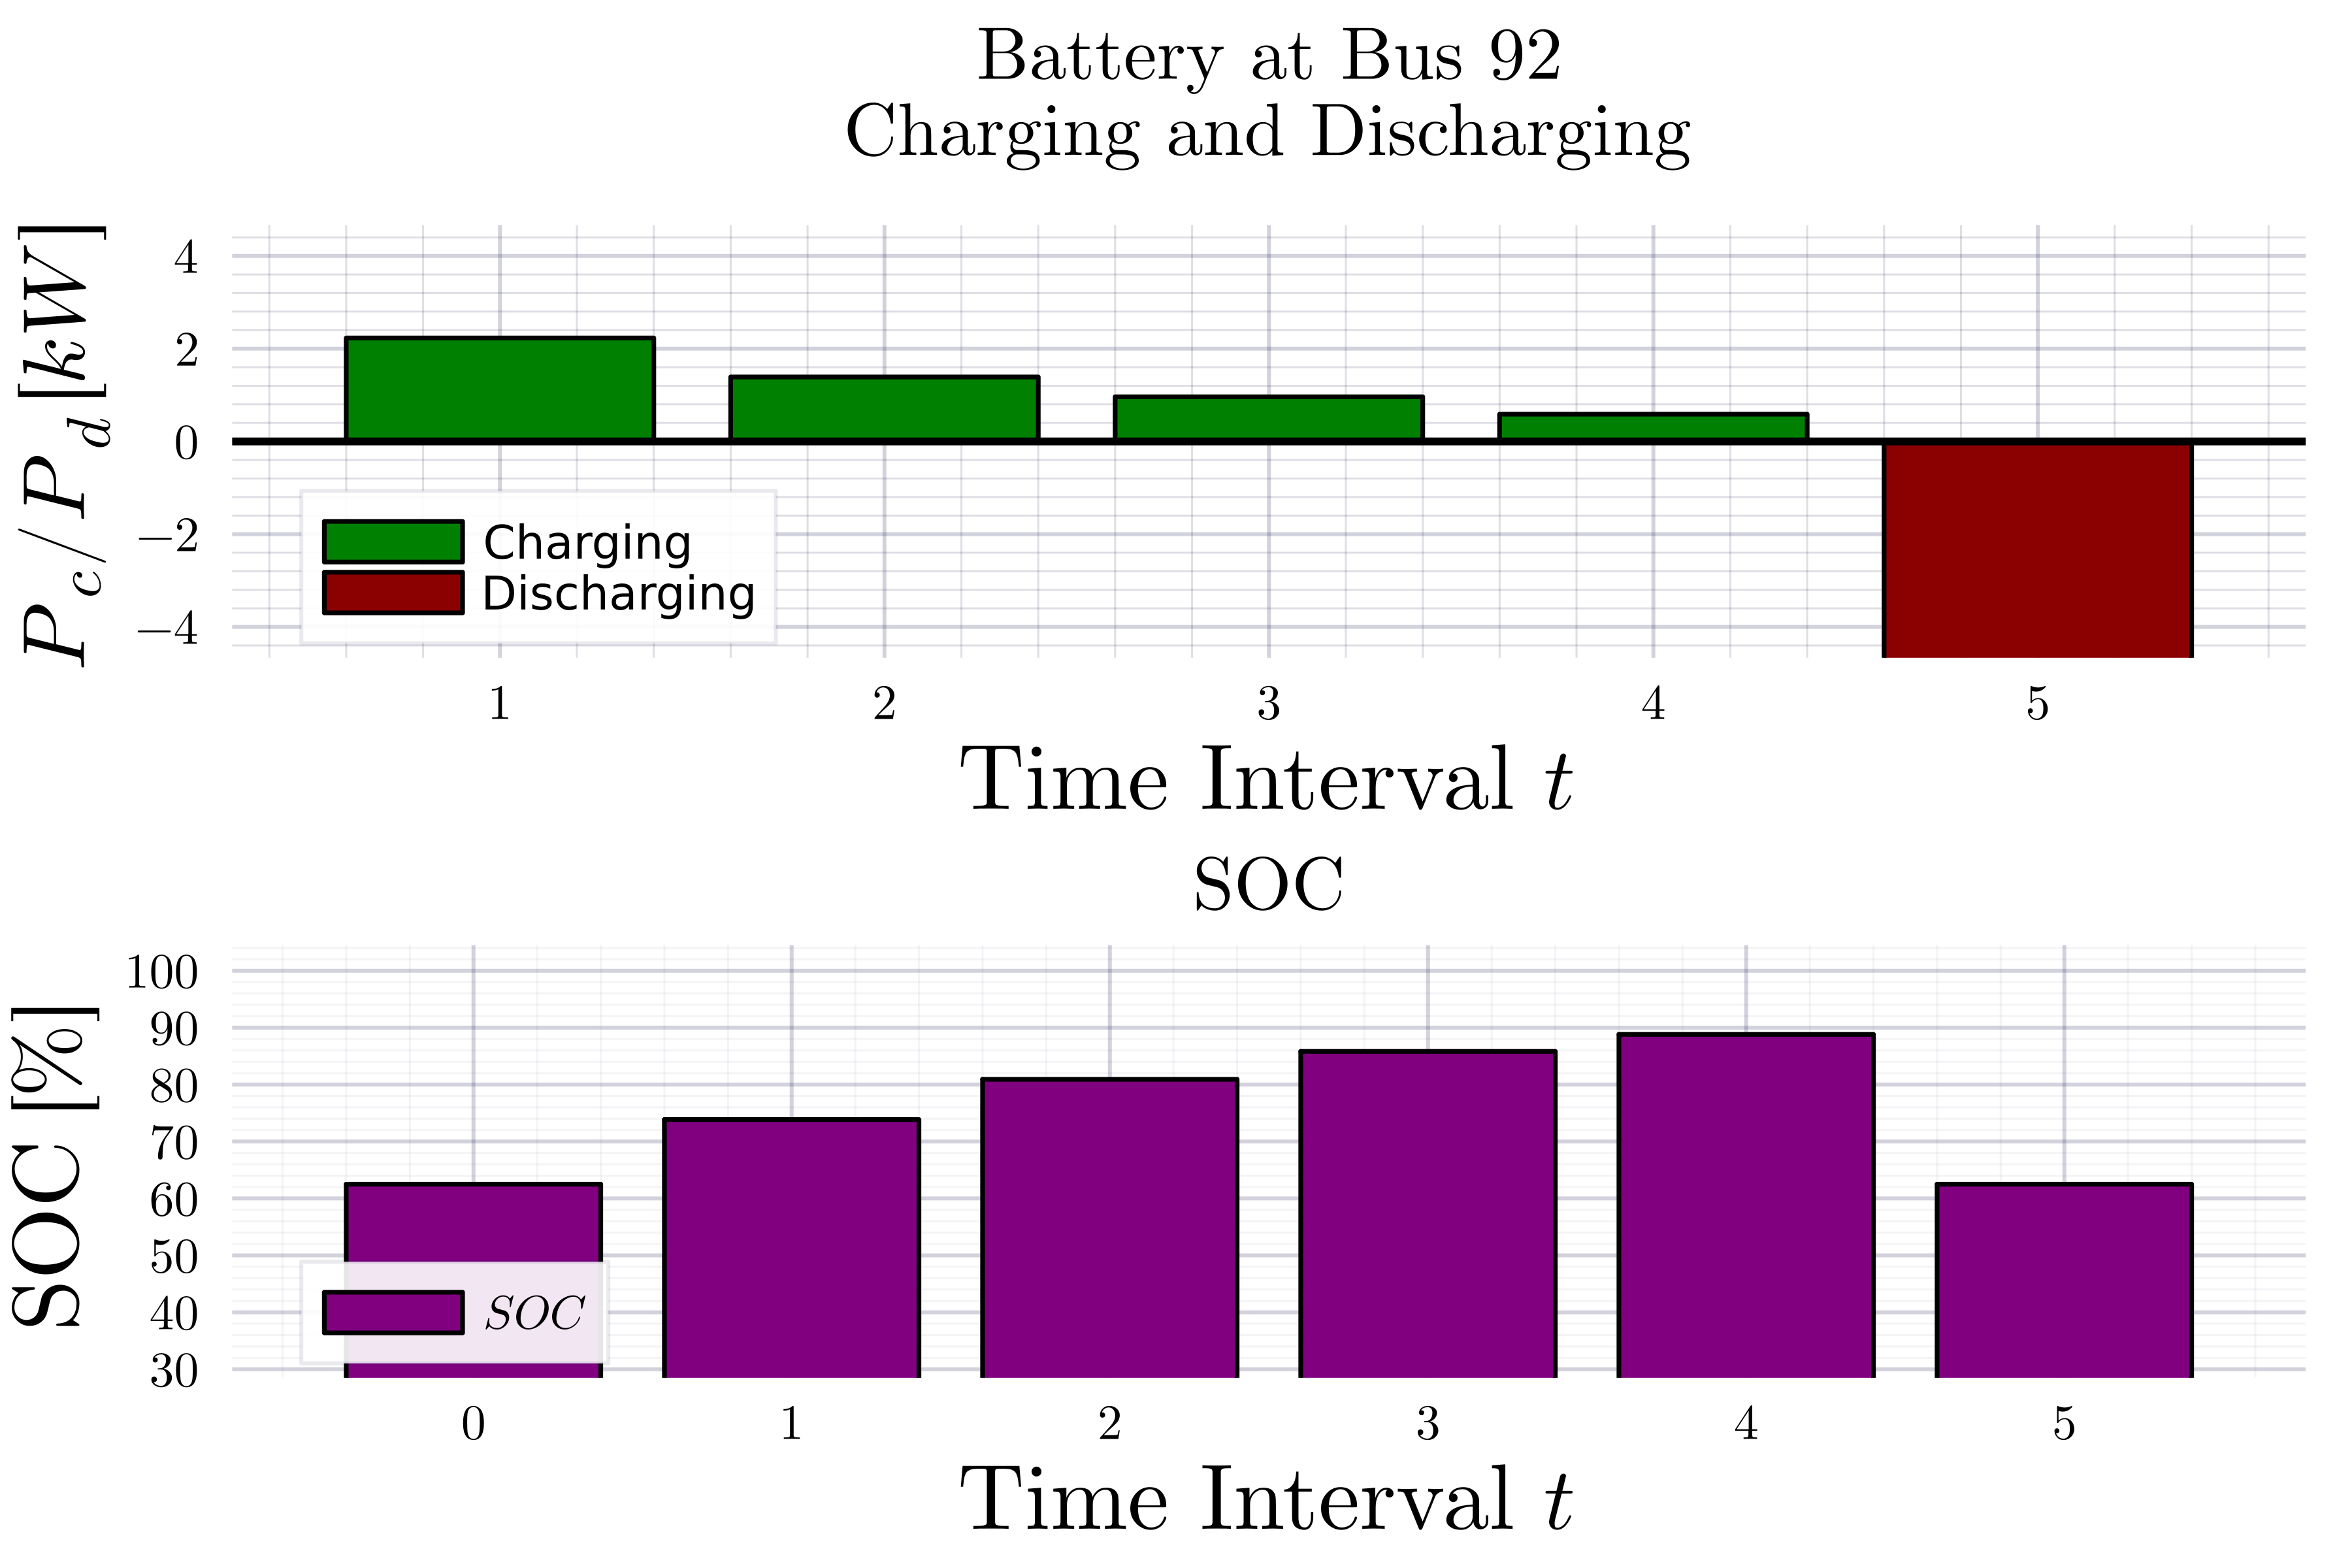 Battery at Bus 92
Charging and Discharging
P_c/P_d [kW]
4
2
0
−2
−4
Charging
Discharging
1 2 3 4 5
Time Interval t
SOC
SOC [%]
100
90
80
70
60
50
40
30
SOC
0 1 2 3 4 5
Time Interval t